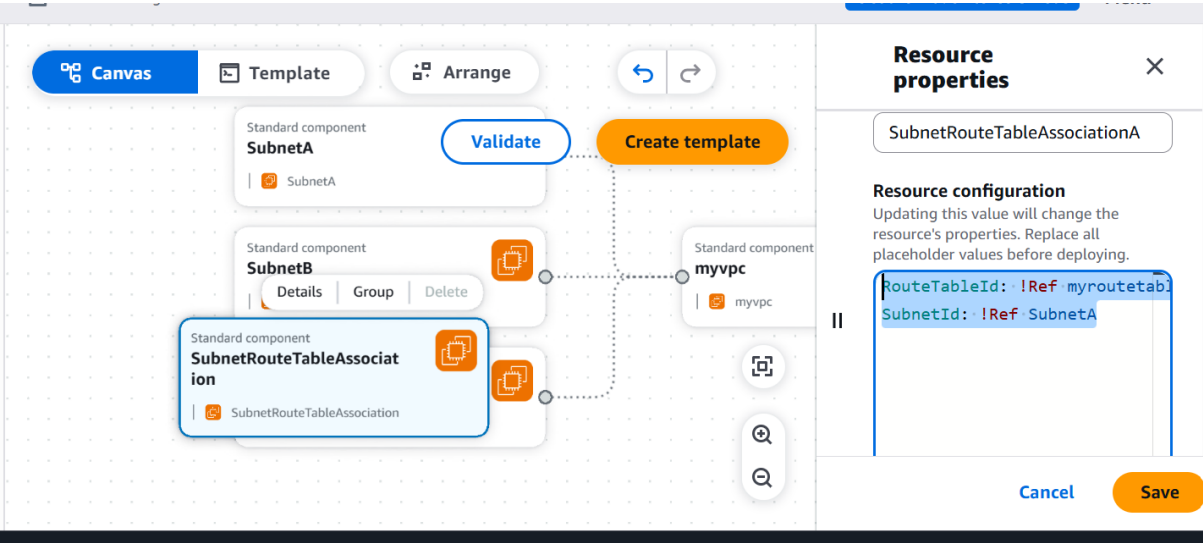 Canvas
Template
Arrange
Resource
properties
Standard component
SubnetA
Validate
Create template
SubnetA
SubnetRouteTableAssociationA
Resource configuration
Updating this value will change the
resource's properties. Replace all
placeholder values before deploying.
Standard component
SubnetB
Details
Group
Delete
Standard component
myvpc
myvpc
RouteTableId: !Ref myroutetabl
SubnetId: !Ref SubnetA
Standard component
SubnetRouteTableAssociat
ion
SubnetRouteTableAssociation
Cancel
Save